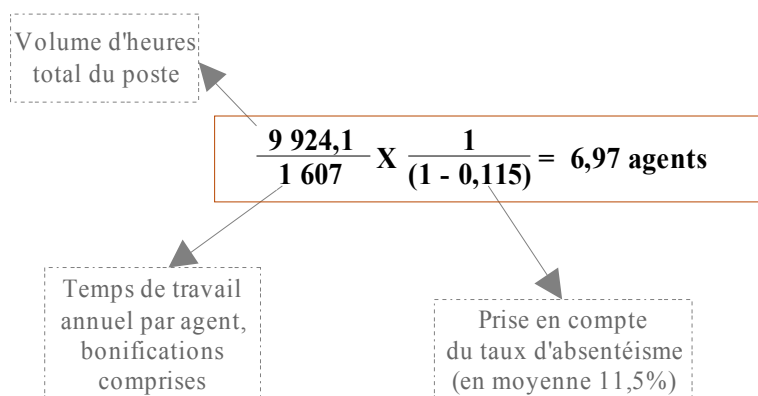 Volume d'heures
total du poste
9 924,1
1 607
X
1
(1 - 0,115)
= 6,97 agents
Temps de travail
annuel par agent,
bonifications
comprises
Prise en compte
du taux d'absentéisme
(en moyenne 11,5%)